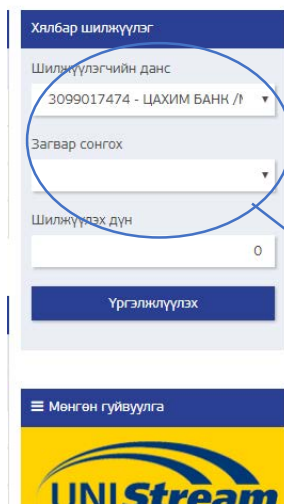 Хялбар шилжүүлэг
Шилжүүлэгчийн данс
3099017474 - ЦАХИМ БАНК /М
Загвар сонгох
Шилжүүлэх дүн
0
Үргэлжлүүлэх
Мөнгөн гуйвуулга
UNIStream